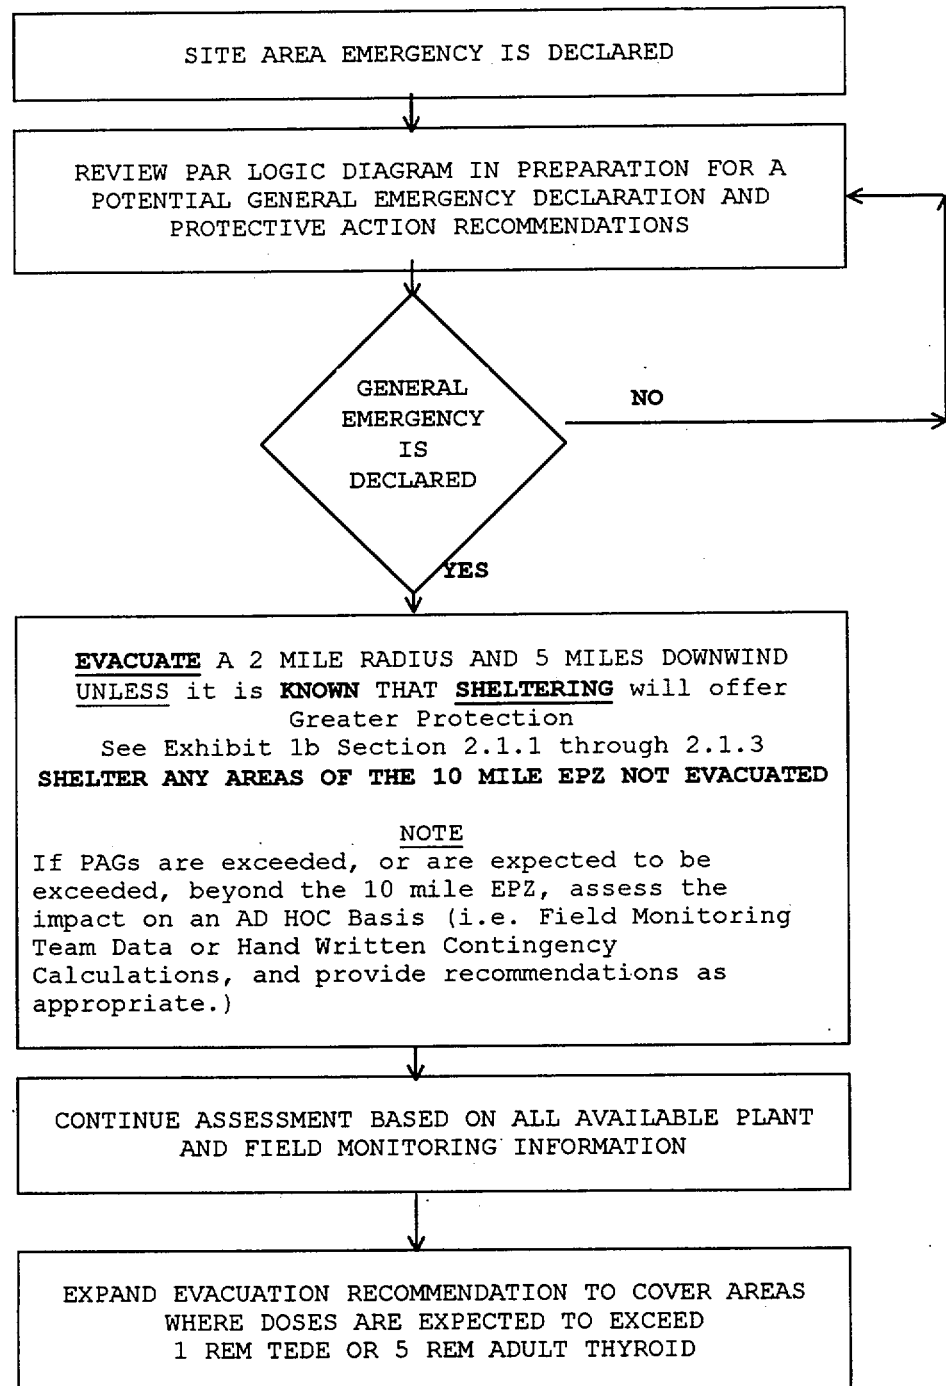 SITE AREA EMERGENCY IS DECLARED
REVIEW PAR LOGIC DIAGRAM IN PREPARATION FOR A
POTENTIAL GENERAL EMERGENCY DECLARATION AND
PROTECTIVE ACTION RECOMMENDATIONS
GENERAL
EMERGENCY
IS
DECLARED
NO
YES
EVACUATE A 2 MILE RADIUS AND 5 MILES DOWNWIND
UNLESS it is KNOWN THAT SHELTERING will offer
Greater Protection
See Exhibit 1b Section 2.1.1 through 2.1.3
SHELTER ANY AREAS OF THE 10 MILE EPZ NOT EVACUATED
NOTE
If PAGs are exceeded, or are expected to be
exceeded, beyond the 10 mile EPZ, assess the
impact on an AD HOC Basis (i.e. Field Monitoring
Team Data or Hand Written Contingency
Calculations, and provide recommendations as
appropriate.)
CONTINUE ASSESSMENT BASED ON ALL AVAILABLE PLANT
AND FIELD MONITORING INFORMATION
EXPAND EVACUATION RECOMMENDATION TO COVER AREAS
WHERE DOSES ARE EXPECTED TO EXCEED
1 REM TEDE OR 5 REM ADULT THYROID